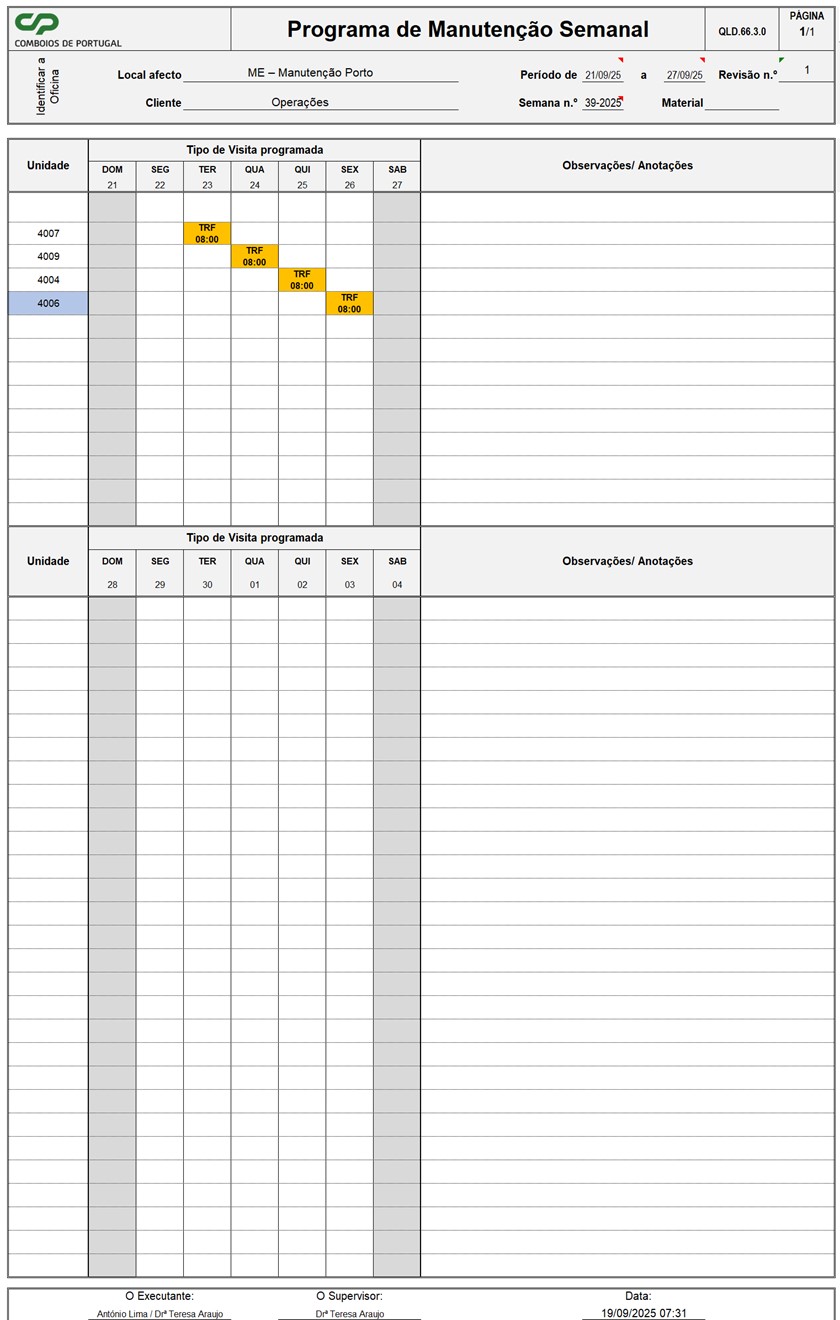 CP
COMBOIOS DE PORTUGAL
Programa de Manutenção Semanal
QLD.66.3.0
PÀGINA
1/1
Identificar a
Oficina
Local afecto ME – Manutenção Porto
Período de 21/09/25 a 27/09/25 Revisão n.º 1
Cliente Operações
Semana n.º 39-2025 Material
Unidade Tipo de Visita programada Observações/ Anotações
DOM SEG TER QUA QUI SEX SAB
21 22 23 24 25 26 27
4007 TRF 08:00
4009 TRF 08:00
4004 TRF 08:00
4006 TRF 08:00
Unidade Tipo de Visita programada Observações/ Anotações
DOM SEG TER QUA QUI SEX SAB
28 29 30 01 02 03 04
O Executante: O Supervisor: Data:
António Lima / Drª Teresa Araujo Drª Teresa Araujo 19/09/2025 07:31